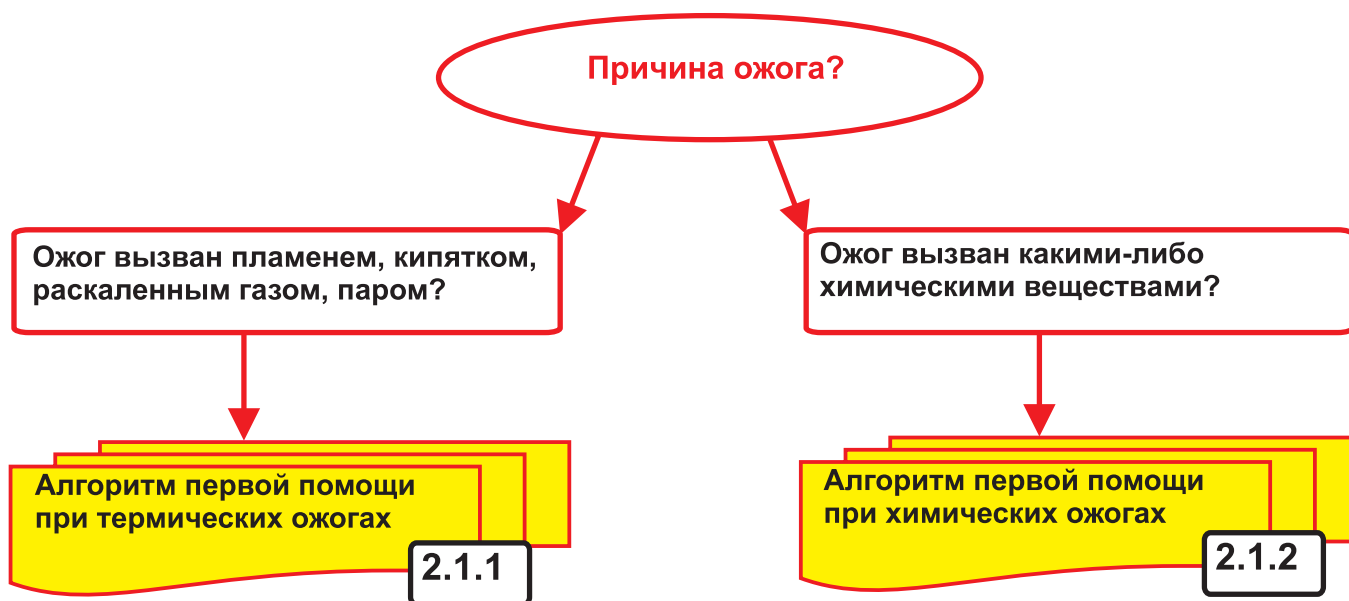 Причина ожога?
Ожог вызван пламенем, кипятком,
раскаленным газом, паром?
Ожог вызван какими-либо
химическими веществами?
Алгоритм первой помощи
при термических ожогах
2.1.1
Алгоритм первой помощи
при химических ожогах
2.1.2